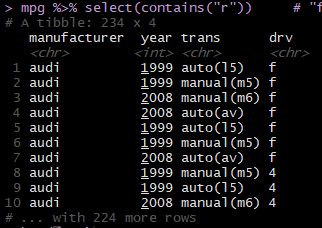 > mpg %>% select(contains("r")) # "f
# A tibble: 234 x 4
manufacturer year trans drv
<chr> <int> <chr> <chr>
1 audi 1999 auto(l5) f
2 audi 1999 manual(m5) f
3 audi 2008 manual(m6) f
4 audi 2008 auto(av) f
5 audi 1999 auto(l5) f
6 audi 1999 manual(m5) f
7 audi 2008 auto(av) f
8 audi 1999 manual(m5) 4
9 audi 1999 auto(l5) 4
10 audi 2008 manual(m6) 4
# ... with 224 more rows